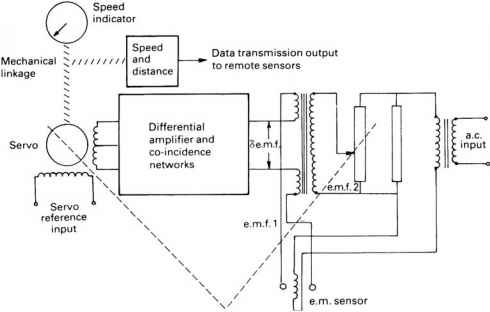 Speed
indicator
Mechanical
linkage
Speed
and
distance
Data transmission output
to remote sensors
Servo
Differential
amplifier and
co-incidence
networks
δe.m.f.
a.c.
input
e.m.f. 2
Servo
reference
input
e.m.f. 1
e.m. sensor